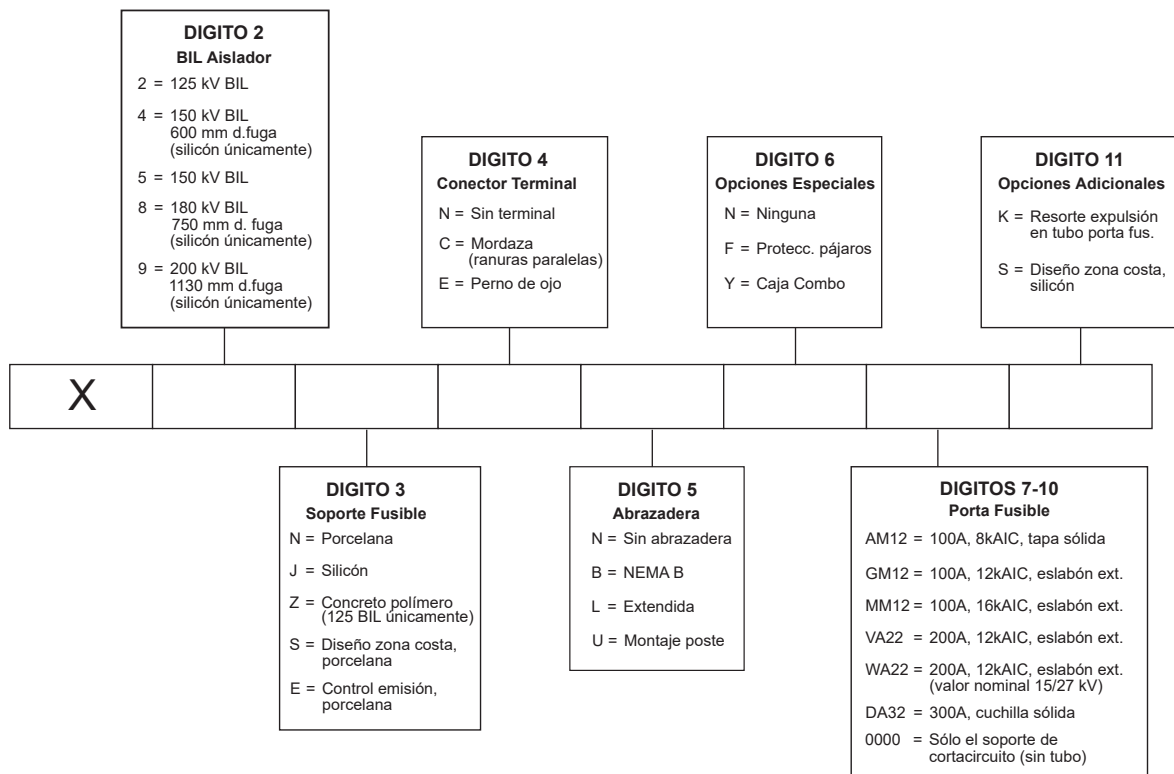 DIGITO 2
BIL Aislador
2 = 125 kV BIL
4 = 150 kV BIL
600 mm d.fuga
(silicón únicamente)
5 = 150 kV BIL
8 = 180 kV BIL
750 mm d. fuga
(silicón únicamente)
9 = 200 kV BIL
1130 mm d.fuga
(silicón únicamente)
DIGITO 4
Conector Terminal
N = Sin terminal
C = Mordaza
(ranuras paralelas)
E = Perno de ojo
DIGITO 6
Opciones Especiales
N = Ninguna
F = Protecc. pájaros
Y = Caja Combo
DIGITO 11
Opciones Adicionales
K = Resorte expulsión
en tubo porta fus.
S = Diseño zona costa,
silicón
X
DIGITO 3
Soporte Fusible
N = Porcelana
J = Silicón
Z = Concreto polímero
(125 BIL únicamente)
S = Diseño zona costa,
porcelana
E = Control emisión,
porcelana
DIGITO 5
Abrazadera
N = Sin abrazadera
B = NEMA B
L = Extendida
U = Montaje poste
DIGITOS 7-10
Porta Fusible
AM12 = 100A, 8kAIC, tapa sólida
GM12 = 100A, 12kAIC, eslabón ext.
MM12 = 100A, 16kAIC, eslabón ext.
VA22 = 200A, 12kAIC, eslabón ext.
WA22 = 200A, 12kAIC, eslabón ext.
(valor nominal 15/27 kV)
DA32 = 300A, cuchilla sólida
0000 = Sólo el soporte de
cortacircuito (sin tubo)